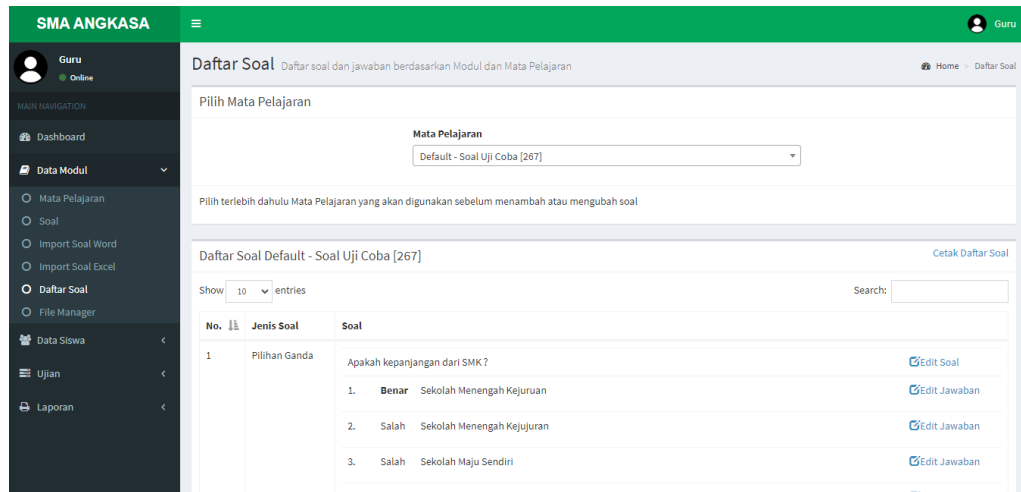 SMA ANGKASA
Guru
Guru
Online
MAIN NAVIGATION
Dashboard
Data Modul
Mata Pelajaran
Soal
Import Soal Word
Import Soal Excel
Daftar Soal
File Manager
Data Siswa
Ujian
Laporan
Daftar Soal Daftar soal dan jawaban berdasarkan Modul dan Mata Pelajaran
Home > Daftar Soal
Pilih Mata Pelajaran
Mata Pelajaran
Default - Soal Uji Coba [267]
Pilih terlebih dahulu Mata Pelajaran yang akan digunakan sebelum menambah atau mengubah soal
Daftar Soal Default - Soal Uji Coba [267]
Cetak Daftar Soal
Show 10 entries
Search:
No. Jenis Soal Soal
1 Pilihan Ganda Apakah kepanjangan dari SMK ? Edit Soal
1. Benar Sekolah Menengah Kejuruan Edit Jawaban
2. Salah Sekolah Menengah Kejujuran Edit Jawaban
3. Salah Sekolah Maju Sendiri Edit Jawaban